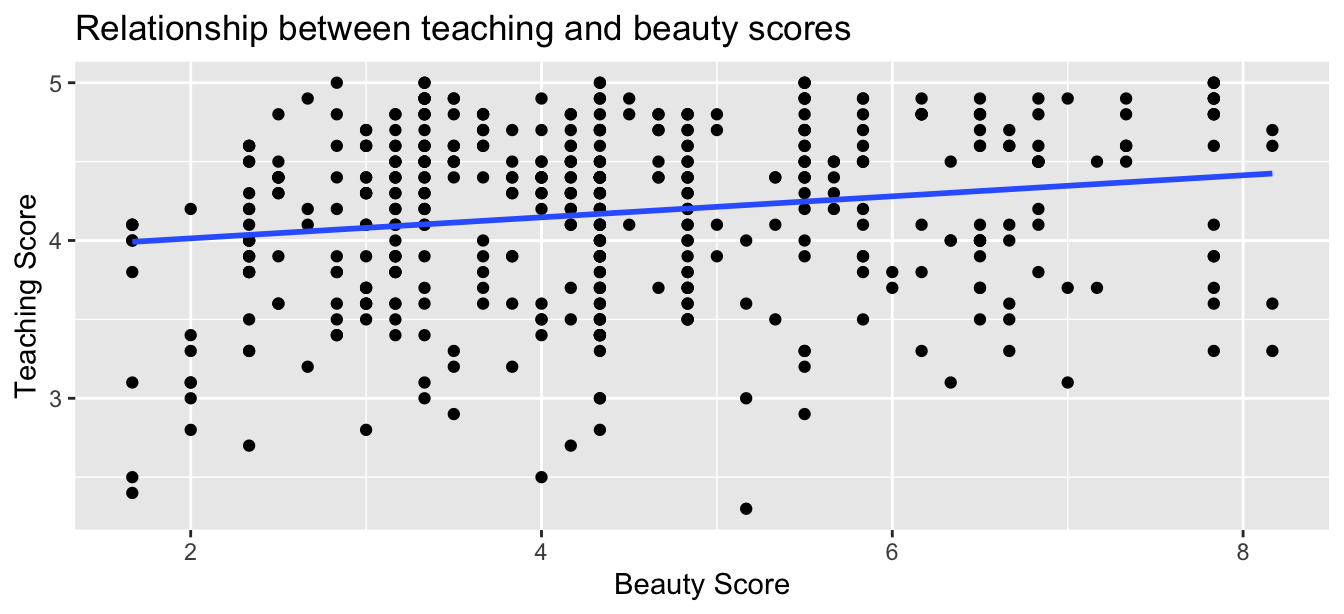 Relationship between teaching and beauty scores
Teaching Score
5
4
3
2 4 6 8
Beauty Score